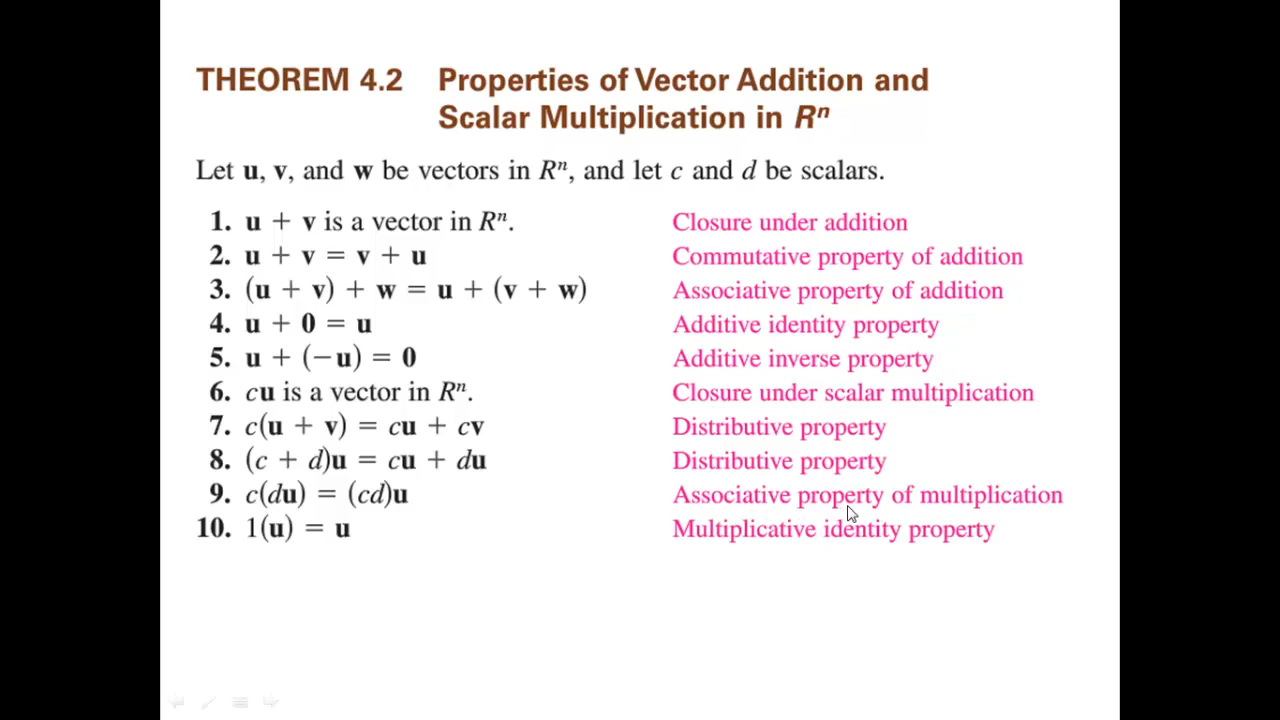 THEOREM 4.2 Properties of Vector Addition and
Scalar Multiplication in Rⁿ
Let u, v, and w be vectors in Rⁿ, and let c and d be scalars.
1. u + v is a vector in Rⁿ. Closure under addition
2. u + v = v + u Commutative property of addition
3. (u + v) + w = u + (v + w) Associative property of addition
4. u + 0 = u Additive identity property
5. u + (−u) = 0 Additive inverse property
6. cu is a vector in Rⁿ. Closure under scalar multiplication
7. c(u + v) = cu + cv Distributive property
8. (c + d)u = cu + du Distributive property
9. c(du) = (cd)u Associative property of multiplication
10. 1(u) = u Multiplicative identity property